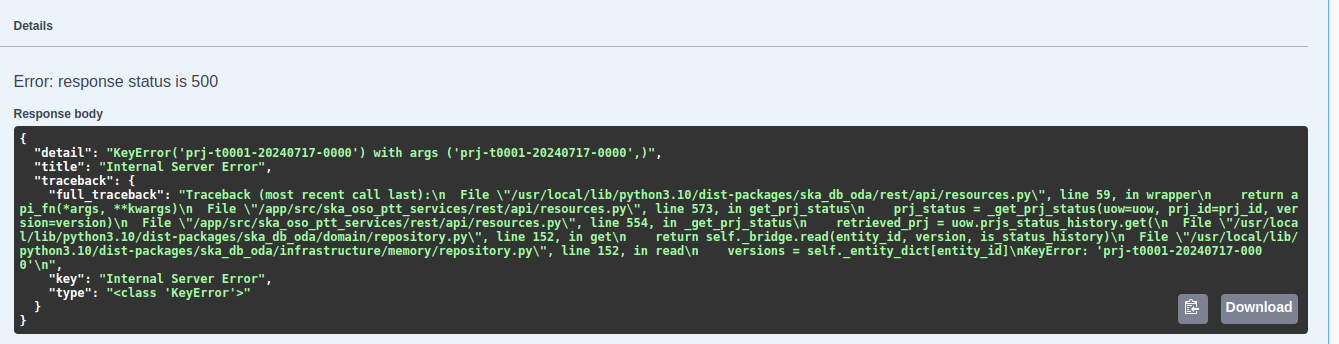 Details
Error: response status is 500
Response body
{
  "detail": "KeyError('prj-t0001-20240717-0000') with args ('prj-t0001-20240717-0000',)",
  "title": "Internal Server Error",
  "traceback": {
    "full_traceback": "Traceback (most recent call last):\n  File \"/usr/local/lib/python3.10/dist-packages/ska_db_oda/rest/api/resources.py\", line 59, in wrapper\n    return a
pi_fn(*args, **kwargs)\n  File \"/app/src/ska_oso_ptt_services/rest/api/resources.py\", line 573, in get_prj_status\n    prj_status = _get_prj_status(uow=uow, prj_id=prj_id, ver
sion=version)\n  File \"/app/src/ska_oso_ptt_services/rest/api/resources.py\", line 554, in _get_prj_status\n    retrieved_prj = uow.prjs_status_history.get(\n  File \"/usr/loca
l/lib/python3.10/dist-packages/ska_db_oda/domain/repository.py\", line 152, in get\n    return self._bridge.read(entity_id, version, is_status_history)\n  File \"/usr/local/lib/
python3.10/dist-packages/ska_db_oda/infrastructure/memory/repository.py\", line 152, in read\n    versions = self._entity_dict[entity_id]\nKeyError: 'prj-t0001-20240717-000
0'\n",
    "key": "Internal Server Error",
    "type": "<class 'KeyError'>"
  }
}
Download